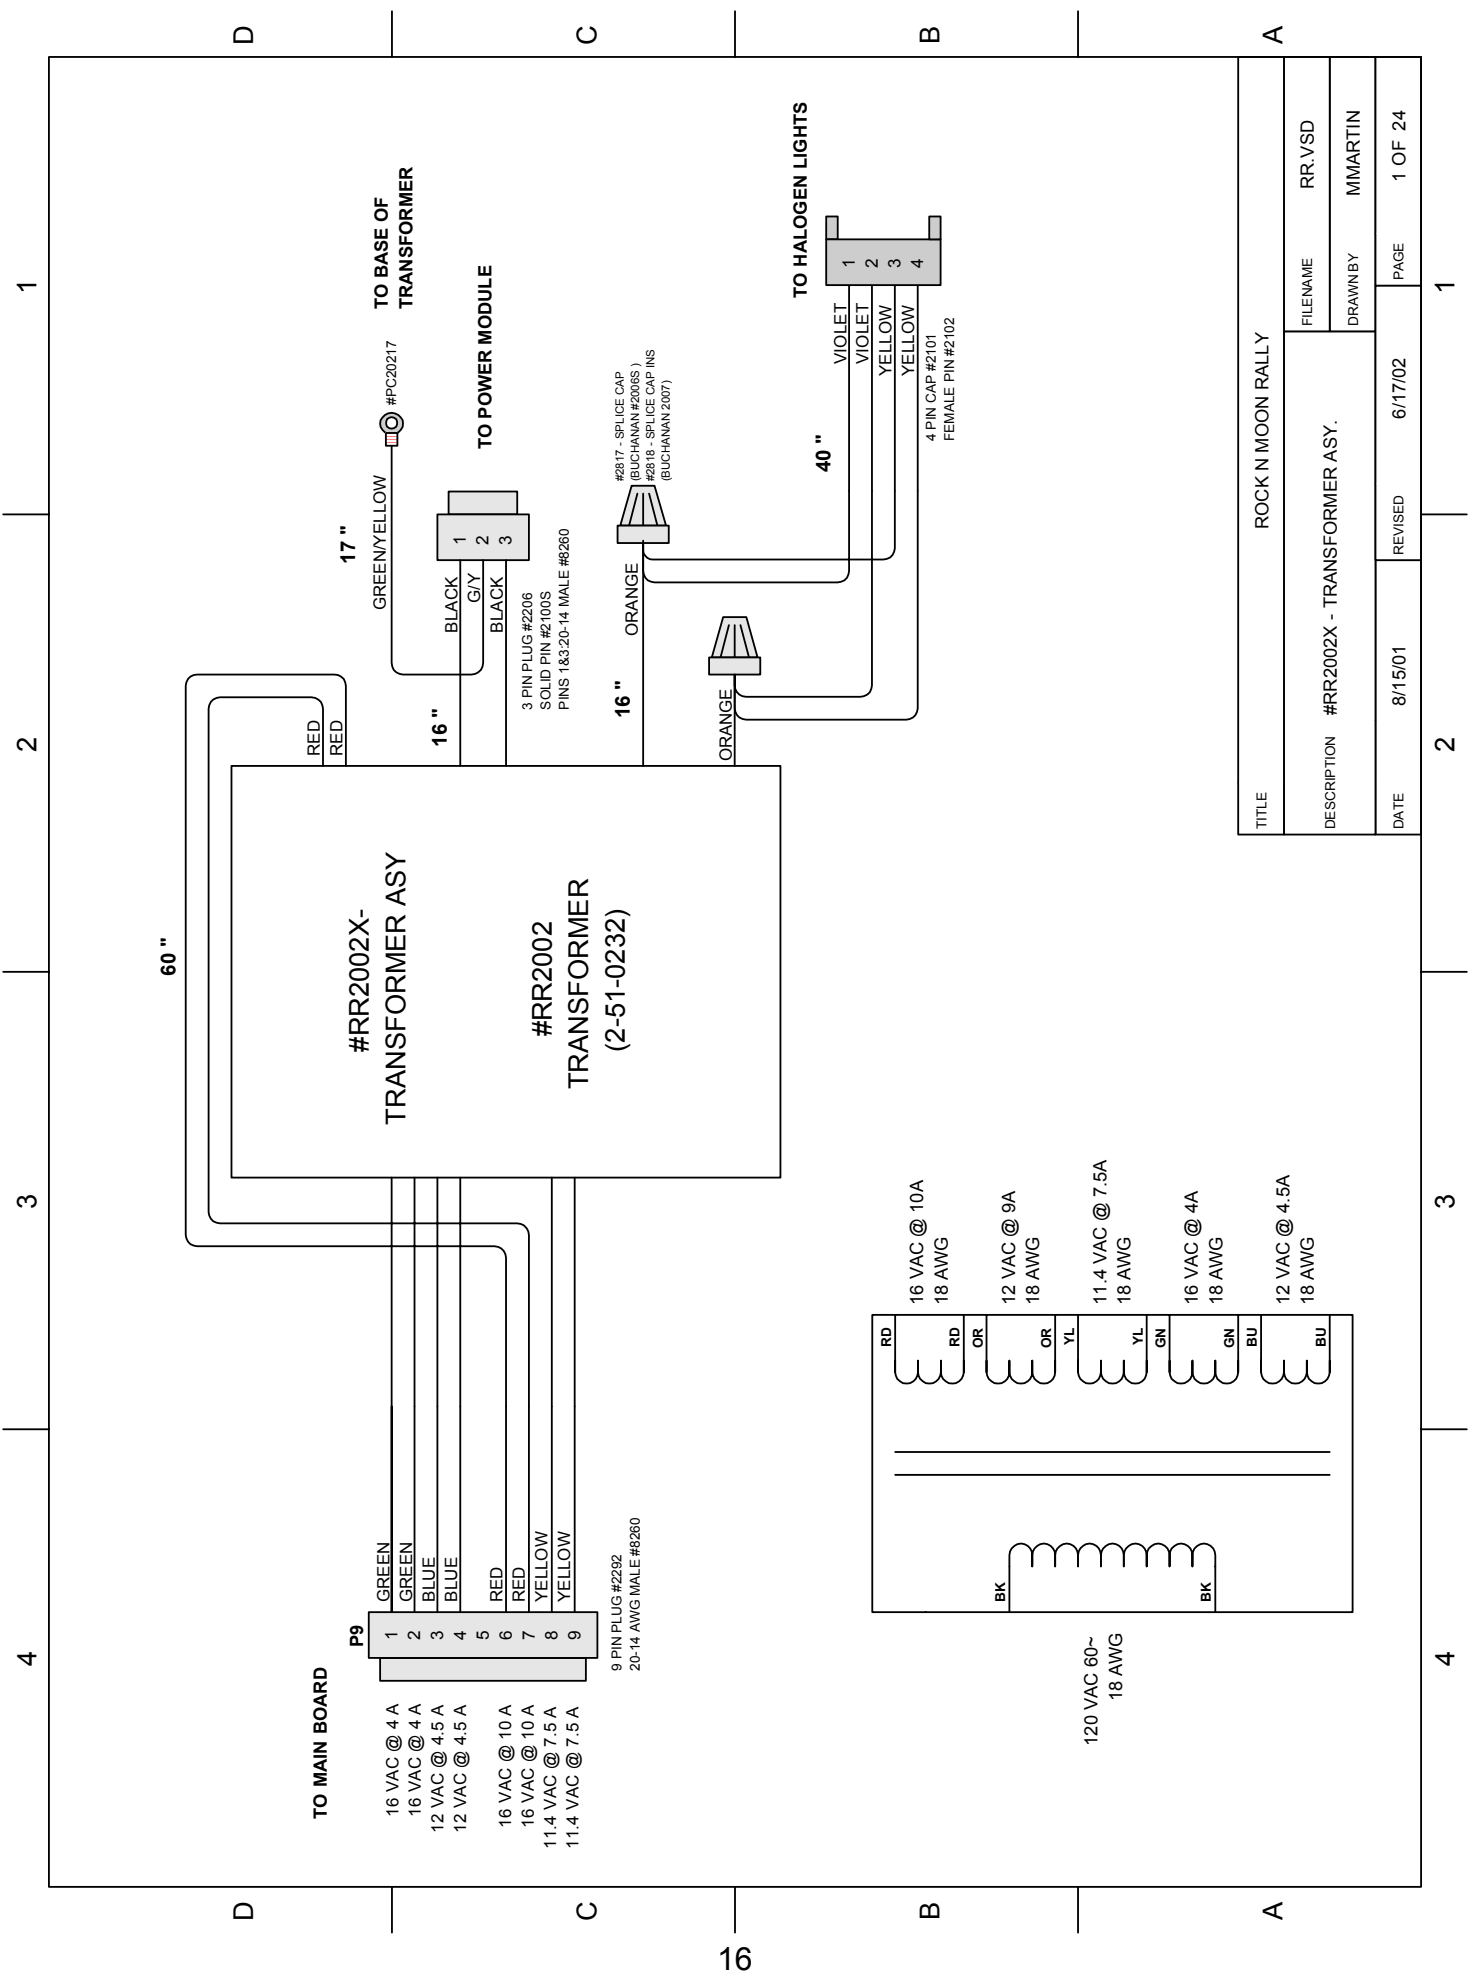 D
C
B
A
4
3
2
1
TO MAIN BOARD
P9
16 VAC @ 4 A
16 VAC @ 4 A
12 VAC @ 4.5 A
12 VAC @ 4.5 A
16 VAC @ 10 A
16 VAC @ 10 A
11.4 VAC @ 7.5 A
11.4 VAC @ 7.5 A
1
2
3
4
5
6
7
8
9
GREEN
GREEN
BLUE
BLUE
RED
RED
YELLOW
YELLOW
9 PIN PLUG #2292
20-14 AWG MALE #8260
60 "
#RR2002X-
TRANSFORMER ASY
#RR2002
TRANSFORMER
(2-51-0232)
RED
RED
17 "
GREEN/YELLOW
#PC20217
TO BASE OF
TRANSFORMER
16 "
BLACK
G/Y
BLACK
1
2
3
TO POWER MODULE
3 PIN PLUG #2206
SOLID PIN #2100S
PINS 1&3:20-14 MALE #8260
16 "
ORANGE
ORANGE
#2817 - SPLICE CAP
(BUCHANAN #2006S )
#2818 - SPLICE CAP INS
(BUCHANAN 2007)
TO HALOGEN LIGHTS
40 "
VIOLET
VIOLET
YELLOW
YELLOW
1
2
3
4
4 PIN CAP #2101
FEMALE PIN #2102
120 VAC 60~
18 AWG
BK
BK
RD
RD
OR
OR
YL
YL
GN
GN
BU
BU
16 VAC @ 10A
18 AWG
12 VAC @ 9A
18 AWG
11.4 VAC @ 7.5A
18 AWG
16 VAC @ 4A
18 AWG
12 VAC @ 4.5A
18 AWG
TITLE
ROCK N MOON RALLY
DESCRIPTION
#RR2002X - TRANSFORMER ASY.
FILENAME
RR.VSD
DRAWN BY
MMARTIN
DATE
8/15/01
REVISED
6/17/02
PAGE
1 OF 24
D
C
B
A
4
3
2
1
16